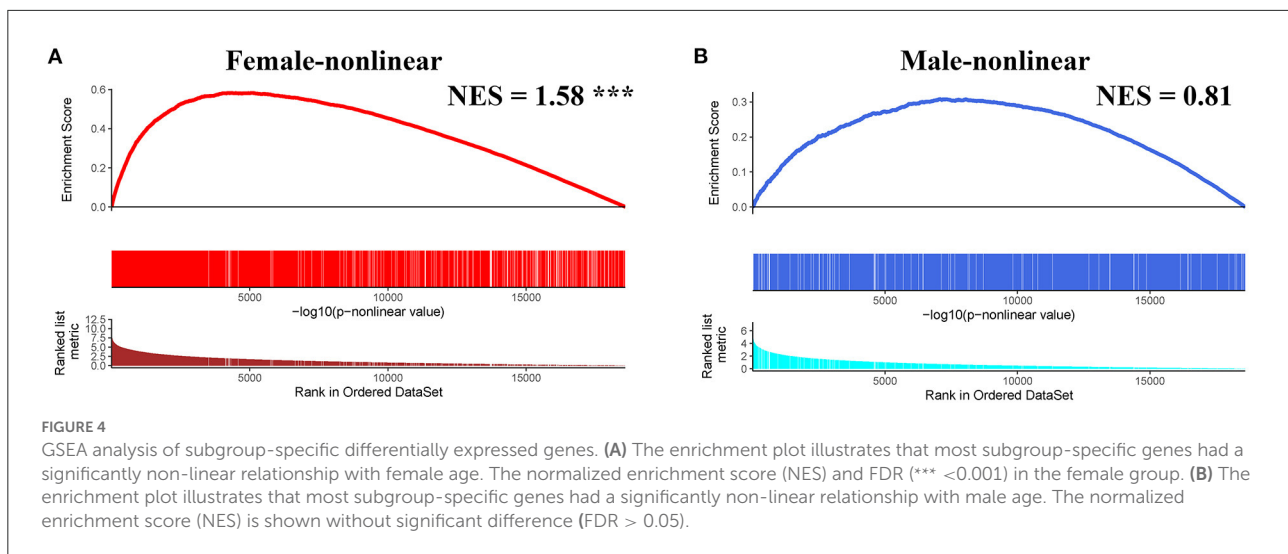 A
Female-nonlinear
NES = 1.58 ***
Enrichment Score
0.6
0.4
0.2
0.0
5000 10000 15000
−log10(p−nonlinear value)
Ranked list
metric
12.5
10.0
7.5
5.0
2.5
0.0
5000 10000 15000
Rank in Ordered DataSet
B
Male-nonlinear
NES = 0.81
Enrichment Score
0.3
0.2
0.1
0.0
5000 10000 15000
−log10(p−nonlinear value)
Ranked list
metric
6
4
2
0
5000 10000 15000
Rank in Ordered DataSet
FIGURE 4
GSEA analysis of subgroup-specific differentially expressed genes. (A) The enrichment plot illustrates that most subgroup-specific genes had a
significantly non-linear relationship with female age. The normalized enrichment score (NES) and FDR (*** <0.001) in the female group. (B) The
enrichment plot illustrates that most subgroup-specific genes had a significantly non-linear relationship with male age. The normalized
enrichment score (NES) is shown without significant difference (FDR > 0.05).